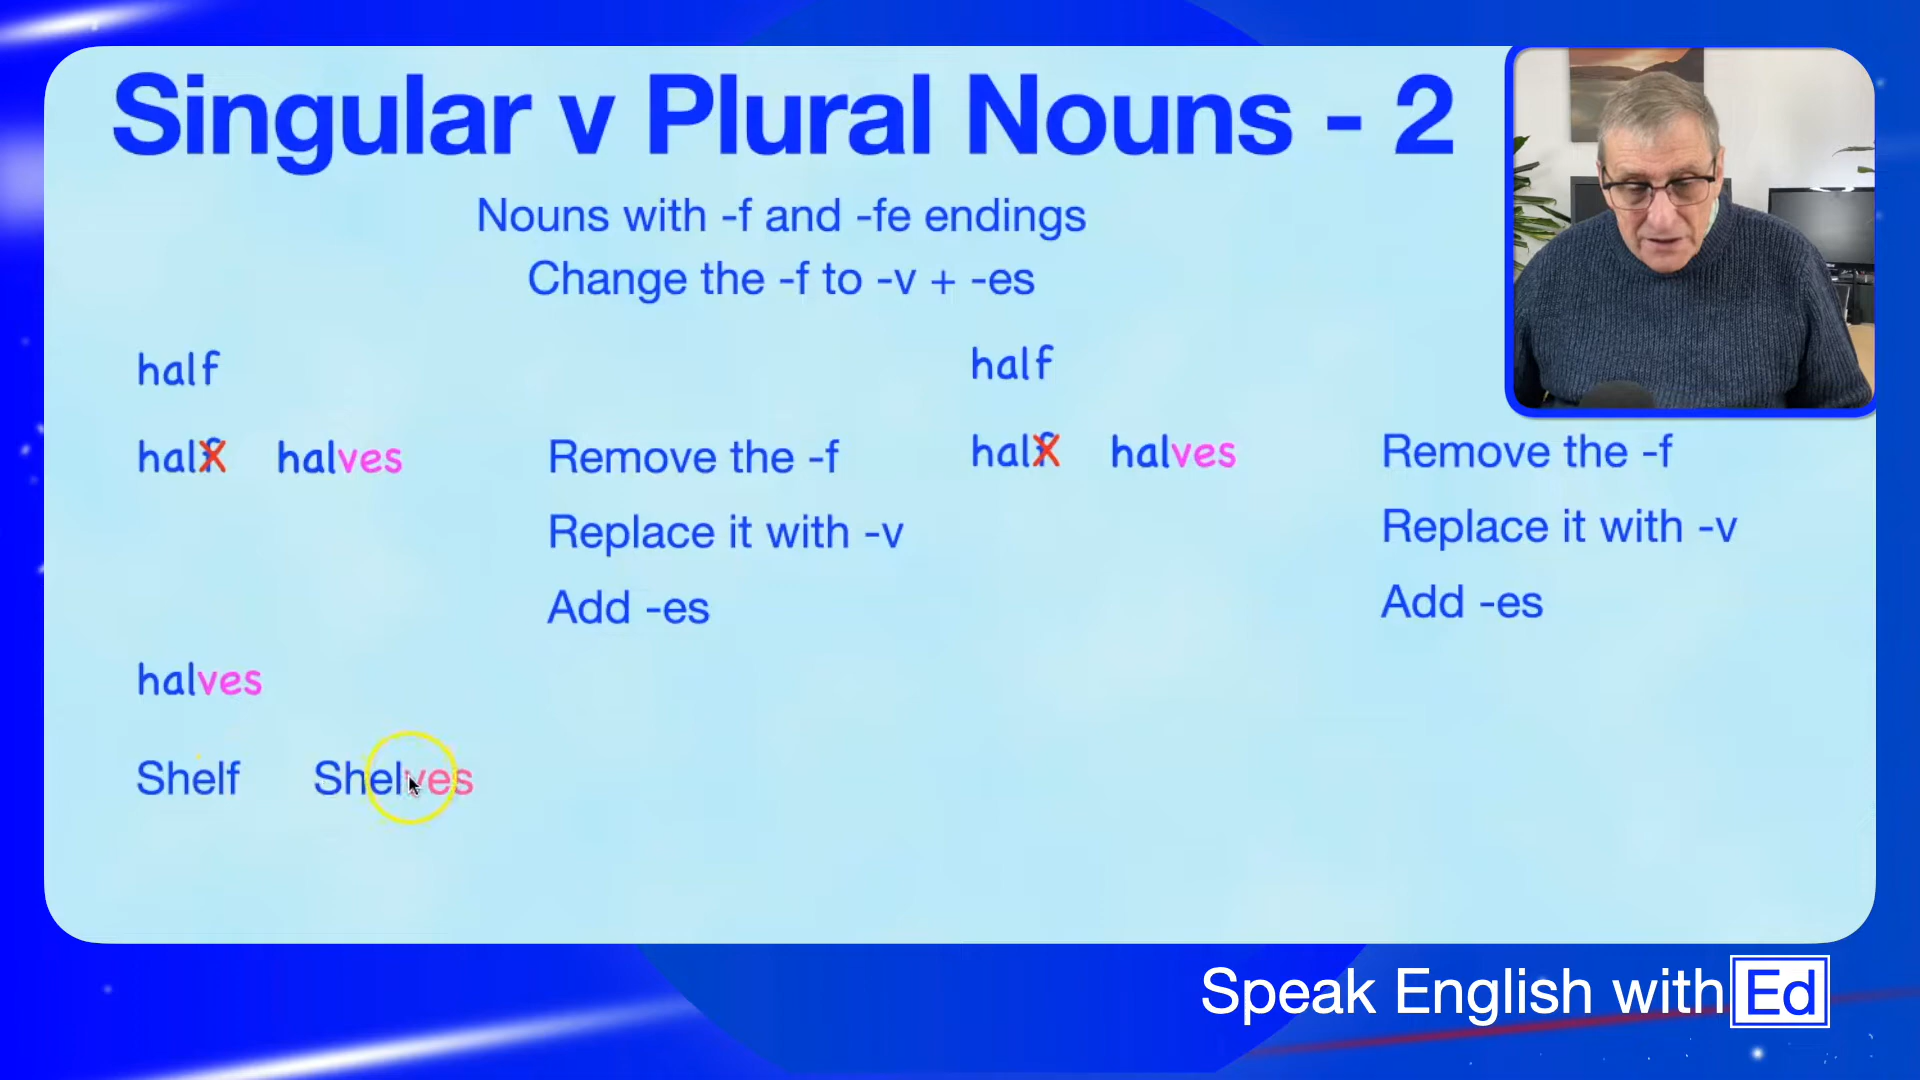 Singular v Plural Nouns - 2
Nouns with -f and -fe endings
Change the -f to -v + -es
half
half halves
Remove the -f
Replace it with -v
Add -es
halves
Shelf Shelves
half
half halves
Remove the -f
Replace it with -v
Add -es
Speak English with Ed